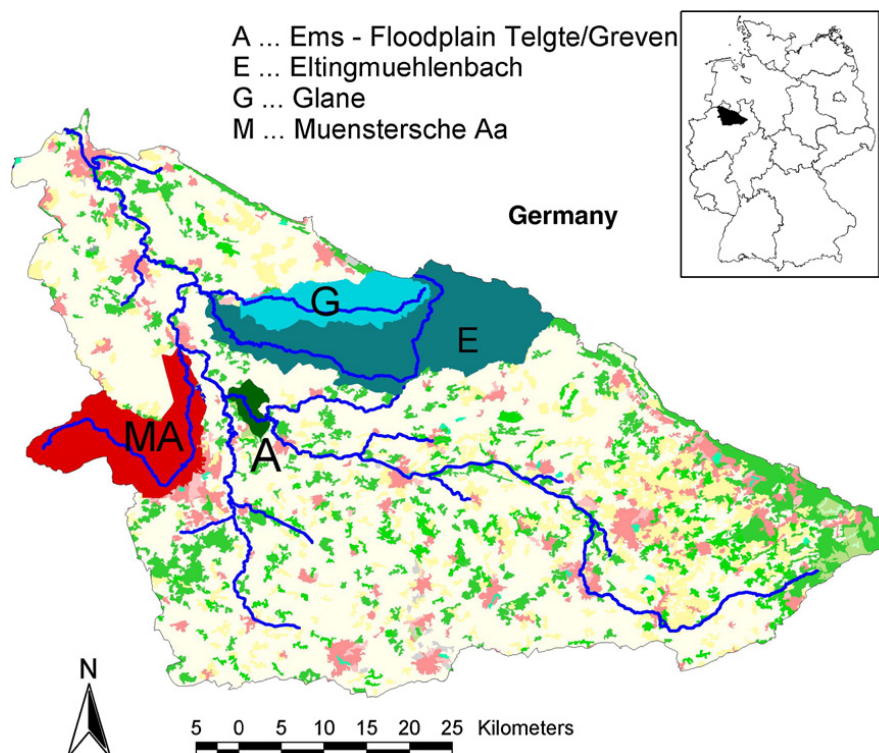 A ... Ems - Floodplain Telgte/Greven
E ... Eltingmuehlenbach
G ... Glane
M ... Muenstersche Aa
Germany
G
E
MA
A
N
5 0 5 10 15 20 25 Kilometers